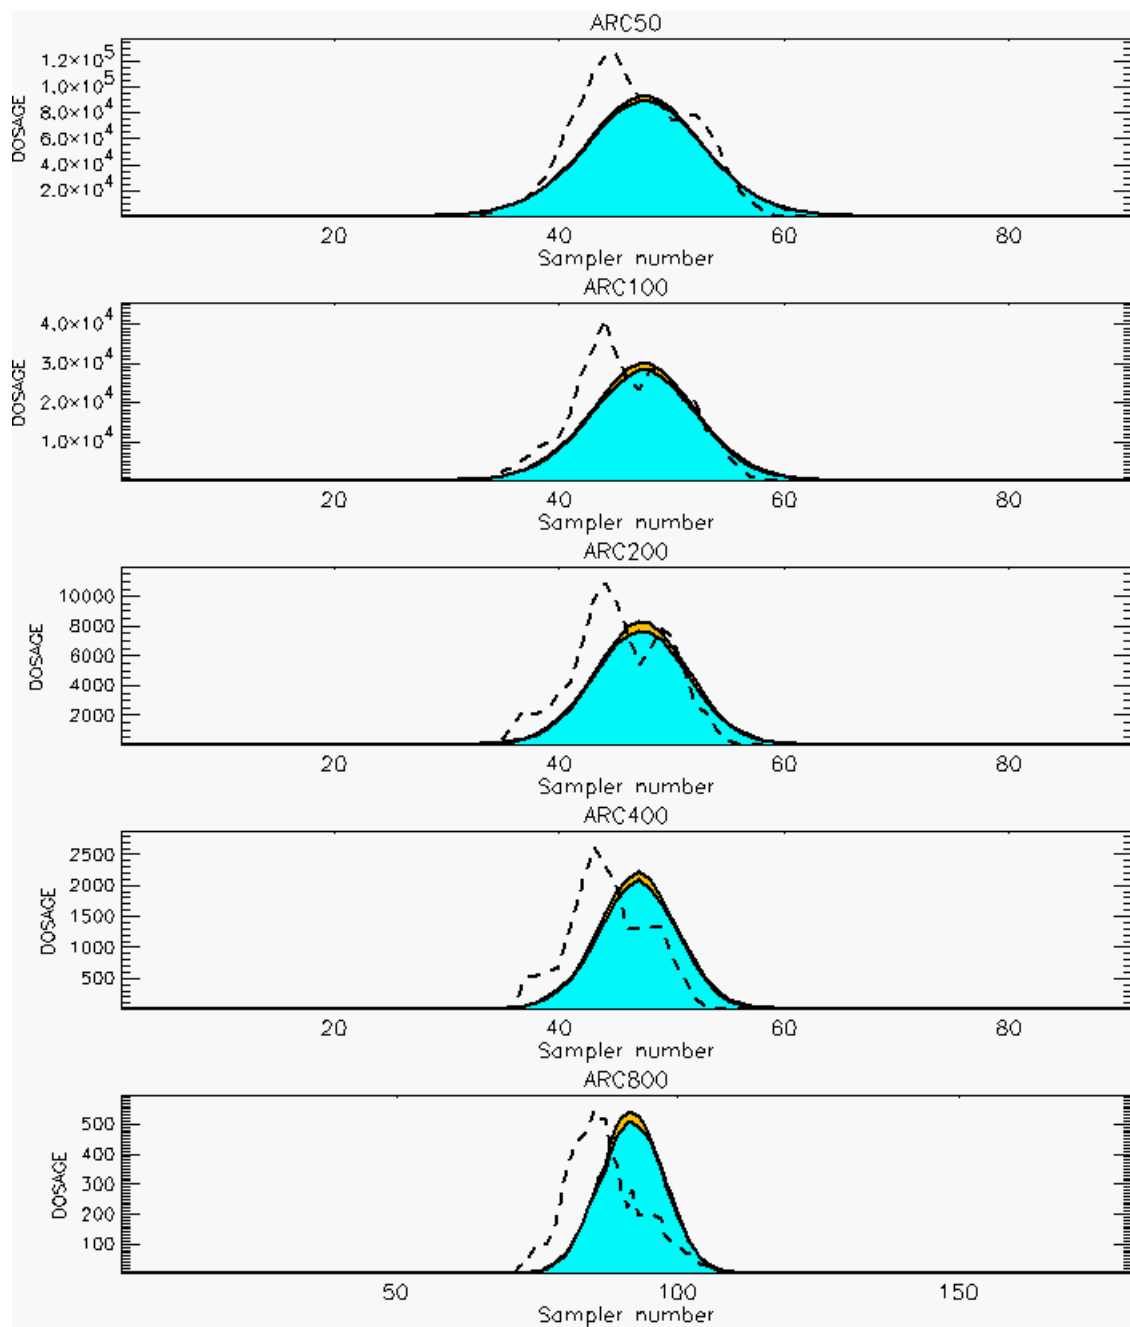 ARC50
1.2×10^5
1.0×10^5
8.0×10^4
6.0×10^4
4.0×10^4
2.0×10^4
DOSAGE
20 40 60 80
Sampler number
ARC100
4.0×10^4
3.0×10^4
2.0×10^4
1.0×10^4
DOSAGE
20 40 60 80
Sampler number
ARC200
10000
8000
6000
4000
2000
DOSAGE
20 40 60 80
Sampler number
ARC400
2500
2000
1500
1000
500
DOSAGE
20 40 60 80
Sampler number
ARC800
500
400
300
200
100
DOSAGE
50 100 150
Sampler number